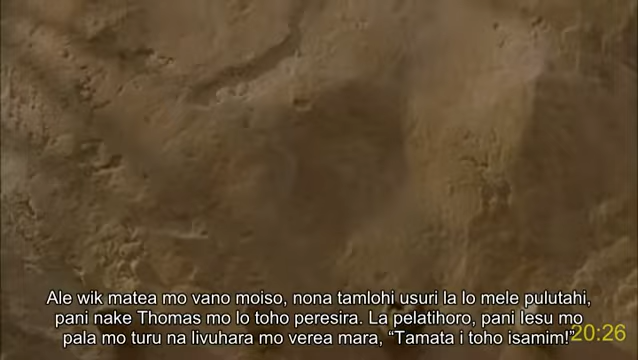 Ale wik matea mo vano moiso, nona tamlohi usuri la lo mele pulutahi,
pani nake Thomas mo lo toho peresira. La pelatihoro, pani Iesu mo
pala mo turu na livuhara mo verea mara, “Tamata i toho isamim!”
20:26